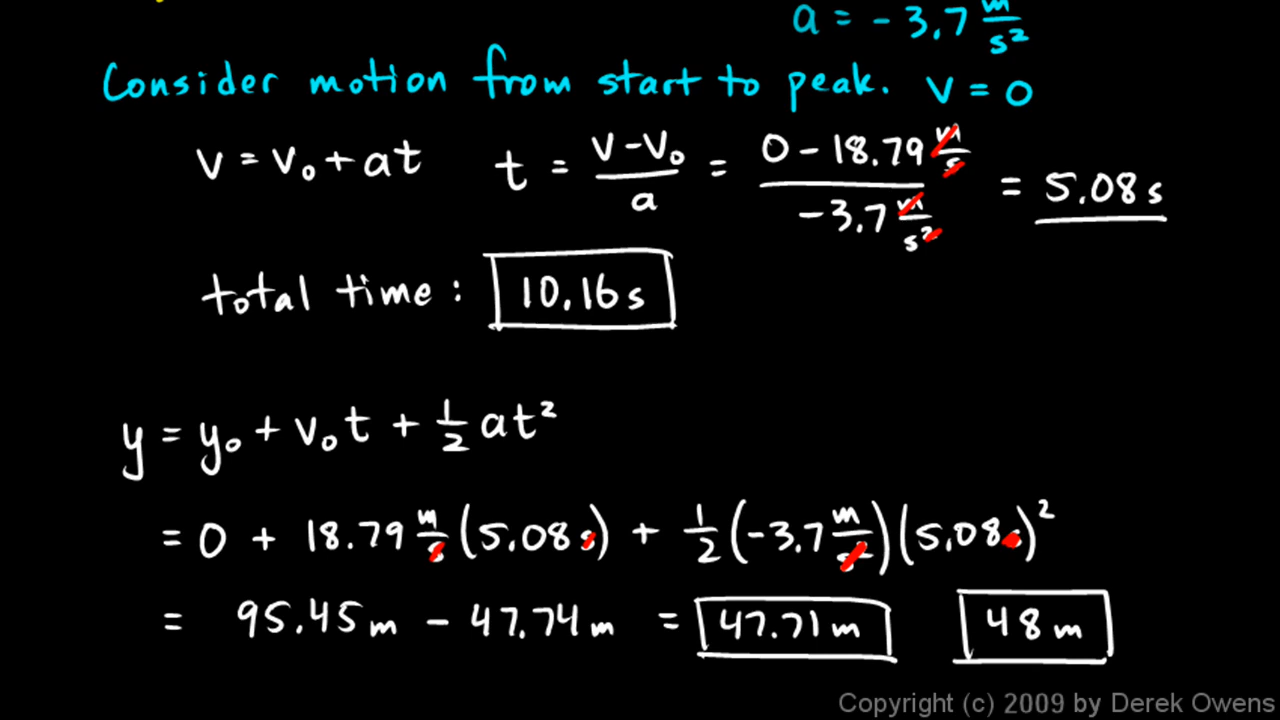 a = -3.7 m/s²
Consider motion from start to peak. v = 0
v = v₀ + at t = (v - v₀)/a = (0 - 18.79 m/s)/(-3.7 m/s²) = 5.08 s
total time: 10.16 s
y = y₀ + v₀t + ½at²
= 0 + 18.79 m/s (5.08 s) + ½(-3.7 m/s²)(5.08 s)²
= 95.45 m - 47.74 m = 47.71 m 48 m
Copyright (c) 2009 by Derek Owens